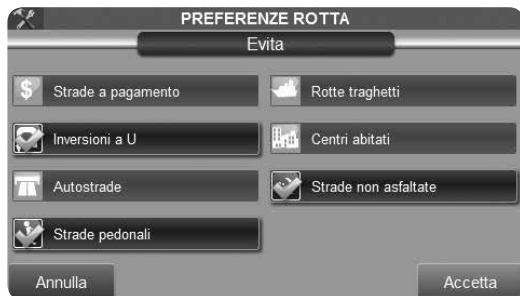 PREFERENZE ROTTA
Evita
Strade a pagamento
Rotte traghetti
Inversioni a U
Centri abitati
Autostrade
Strade non asfaltate
Strade pedonali
Annulla
Accetta